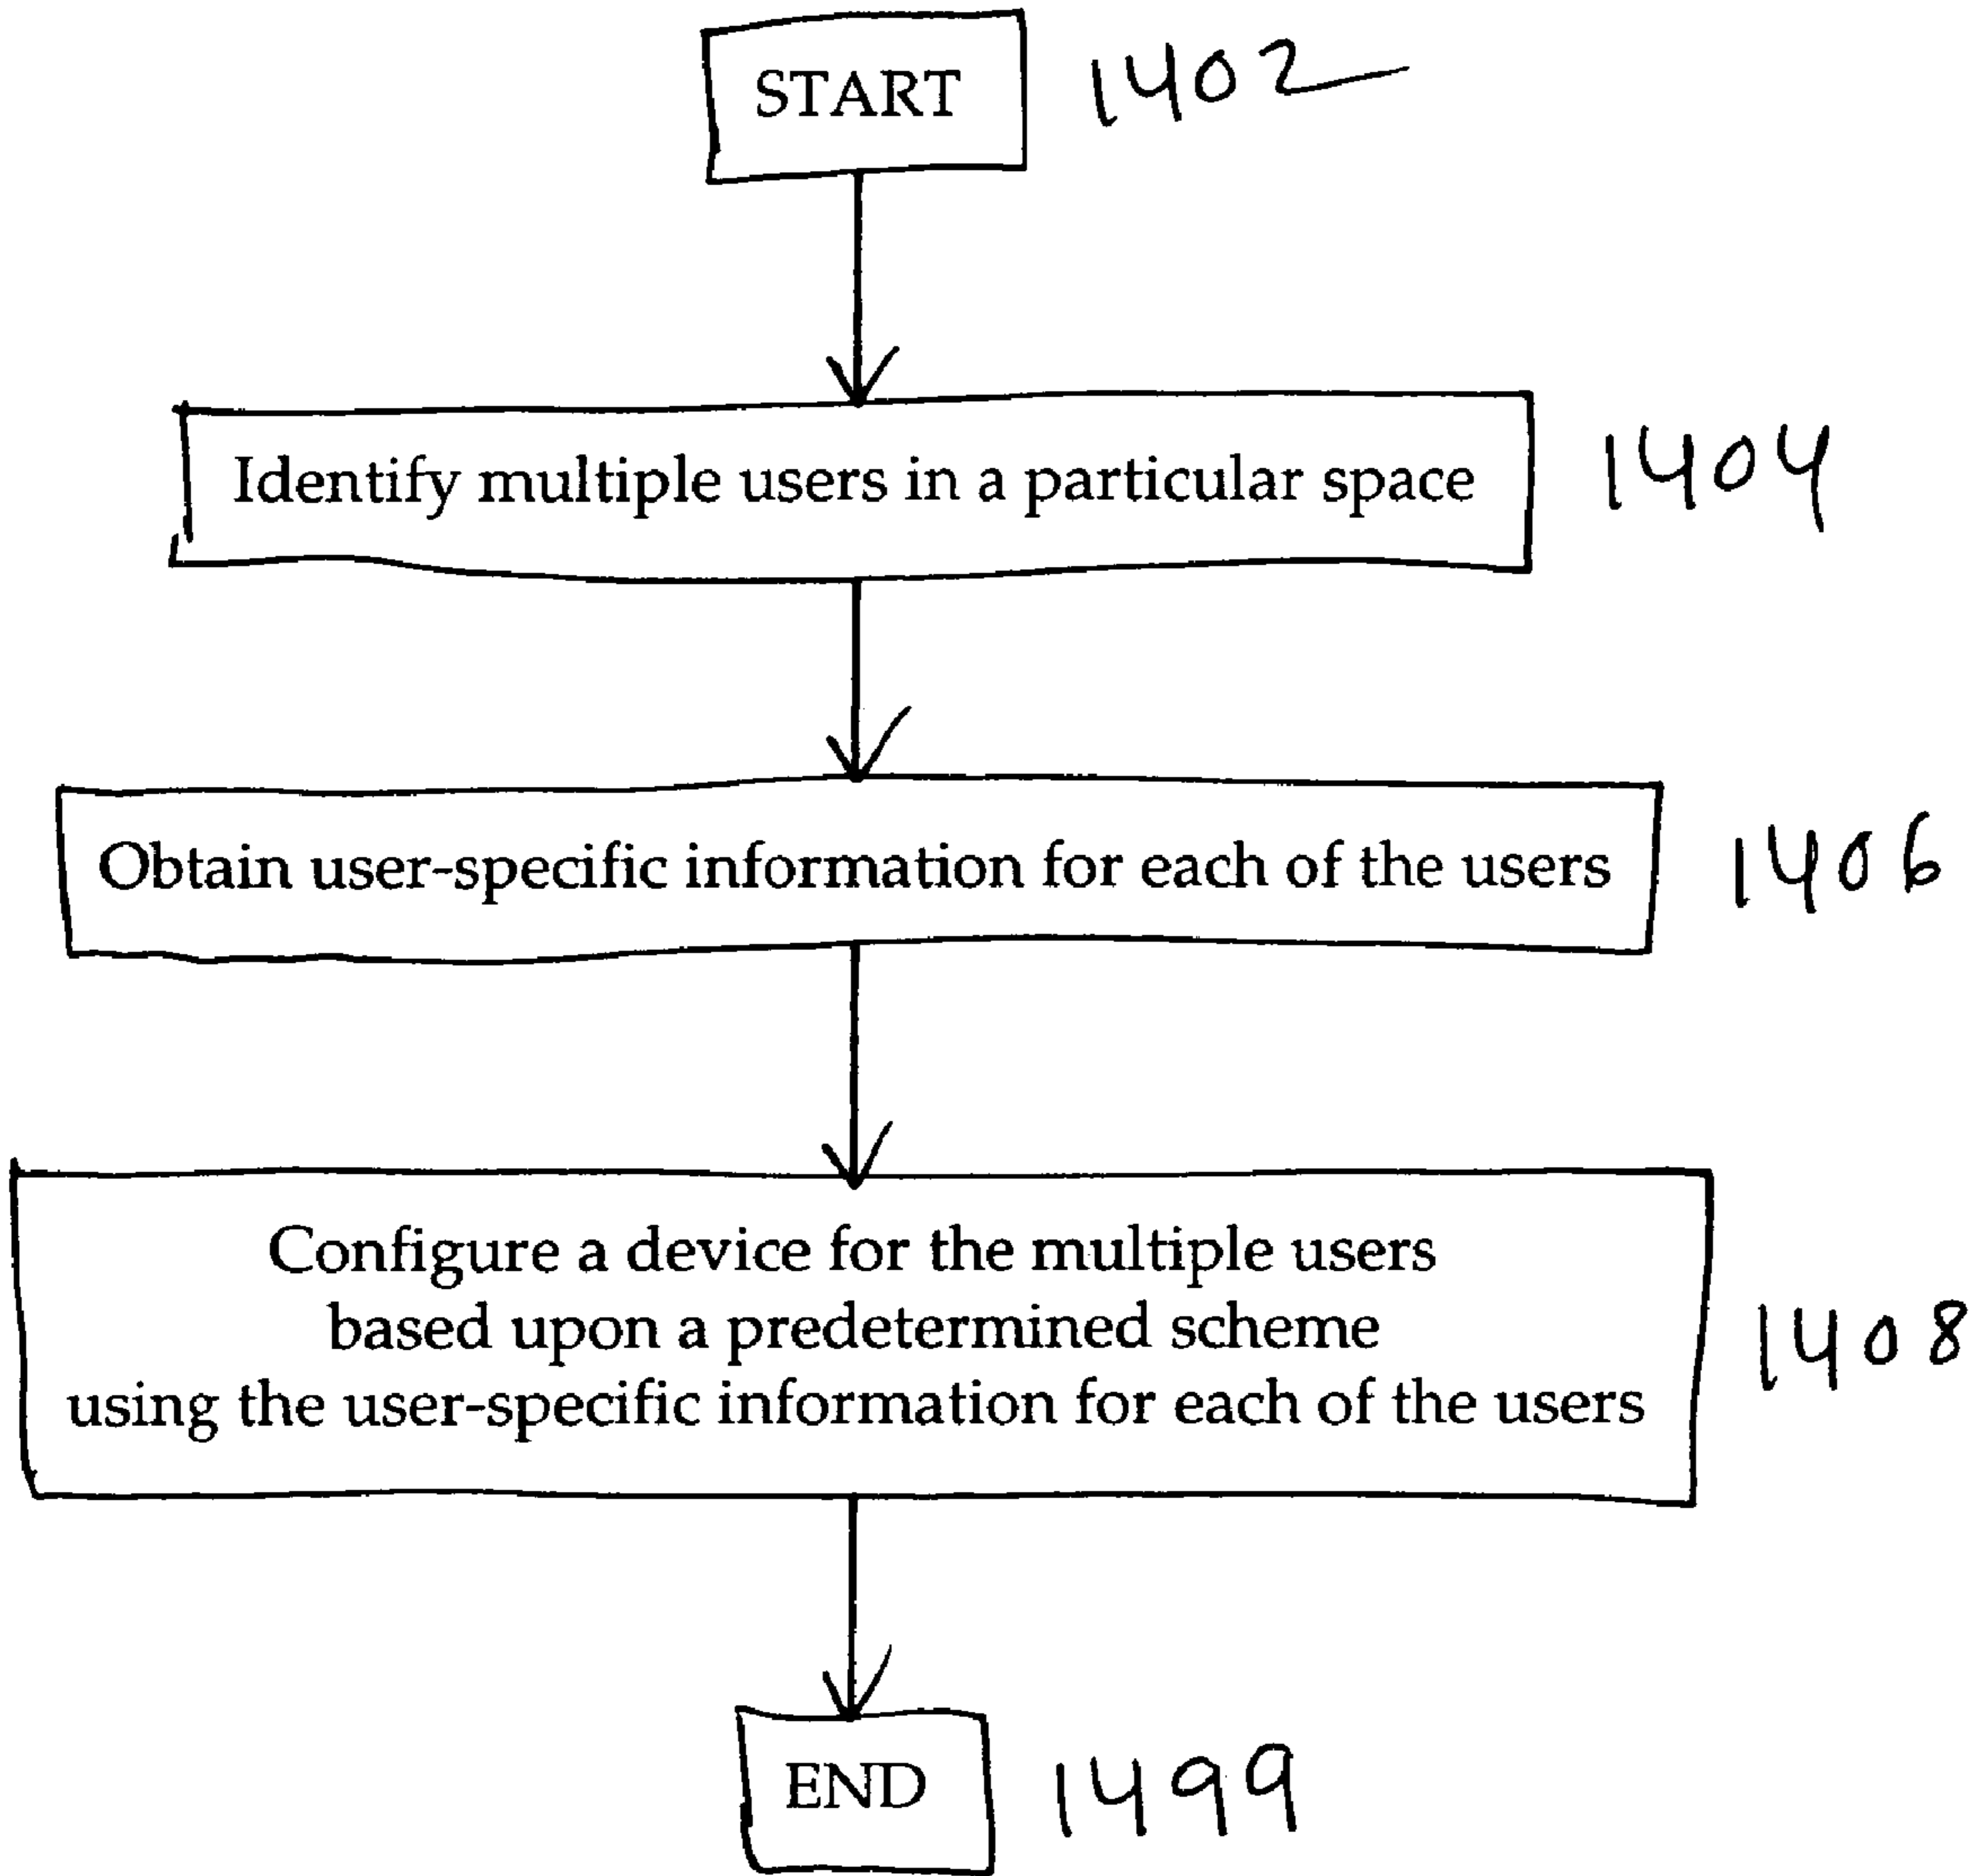 START
1402
Identify multiple users in a particular space
1404
Obtain user-specific information for each of the users
1406
Configure a device for the multiple users
based upon a predetermined scheme
using the user-specific information for each of the users
1408
END
1499